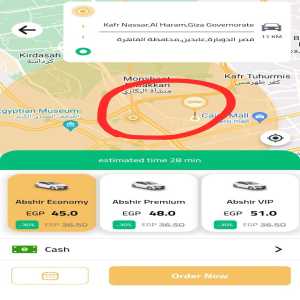 Kafr Nassar,Al Haram,Giza Governorate
11 KM
قصر الدوبارة,عابدين,محافظة القاهرة
Kirdasah
كرداسة
Monshaat
Bakkari
منشأة البكاري
Kafr Tuhurmis
كفر طهرمس
Egyptian Museum
Cairo Mall
estimated time 28 min
Abshir Economy
Abshir Premium
Abshir VIP
EGP 45.0
EGP 48.0
EGP 51.0
-30%
EGP 36.50
-30%
EGP 36.50
-30%
EGP 36.50
Cash
Order Now